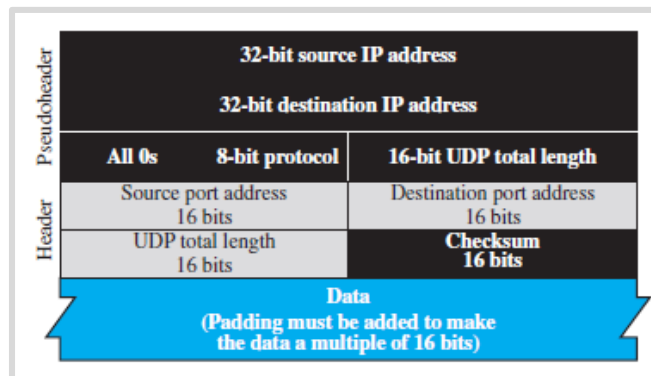 Pseudoheader
32-bit source IP address
32-bit destination IP address
All 0s 8-bit protocol 16-bit UDP total length
Header
Source port address Destination port address
16 bits 16 bits
UDP total length Checksum
16 bits 16 bits
Data
(Padding must be added to make
the data a multiple of 16 bits)